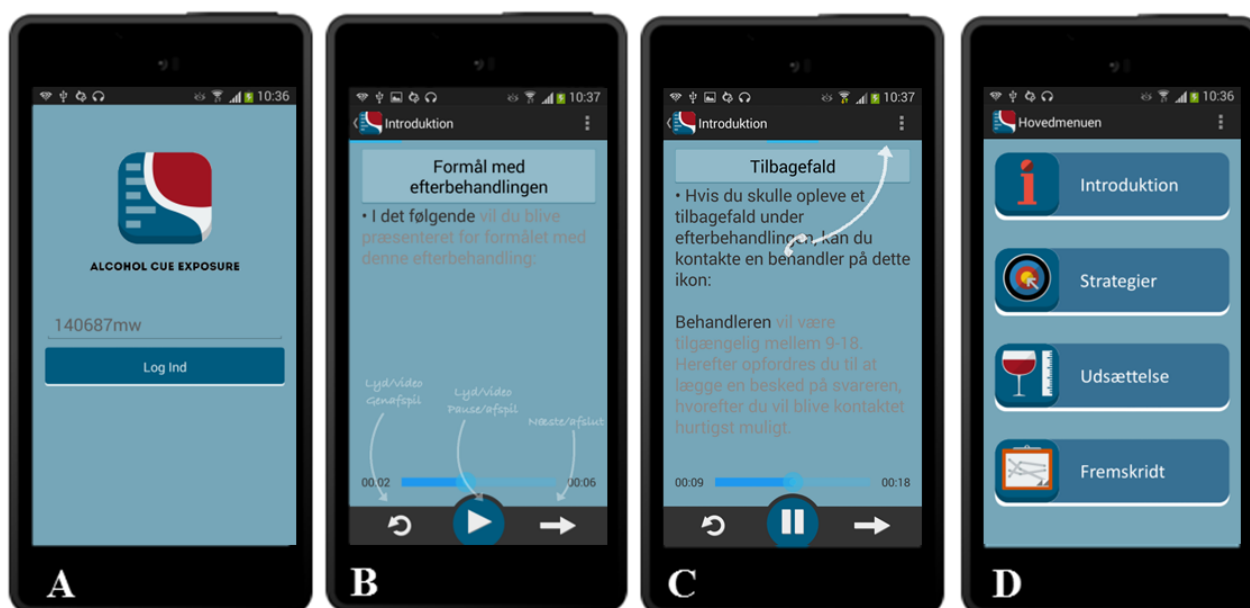 10:36
ALCOHOL CUE EXPOSURE
140687mw
Log Ind
A
10:37
Introduktion
Formål med
efterbehandlingen
• I det følgende vil du blive
præsenteret for formålet med
denne efterbehandling:
Lyd/video
Genafspil
Lyd/video
Pause/afspil
Næste/afslut
00:02
00:06
B
10:37
Introduktion
Tilbagefald
• Hvis du skulle opleve et
tilbagefald under
efterbehandlingen, kan du
kontakte en behandler på dette
ikon:
Behandleren vil være
tilgængelig mellem 9-18.
Herefter opfordres du til at
lægge en besked på svareren,
hvorefter du vil blive kontaktet
hurtigst muligt.
00:09
00:18
C
10:36
Hovedmenuen
Introduktion
Strategier
Udsættelse
Fremskridt
D